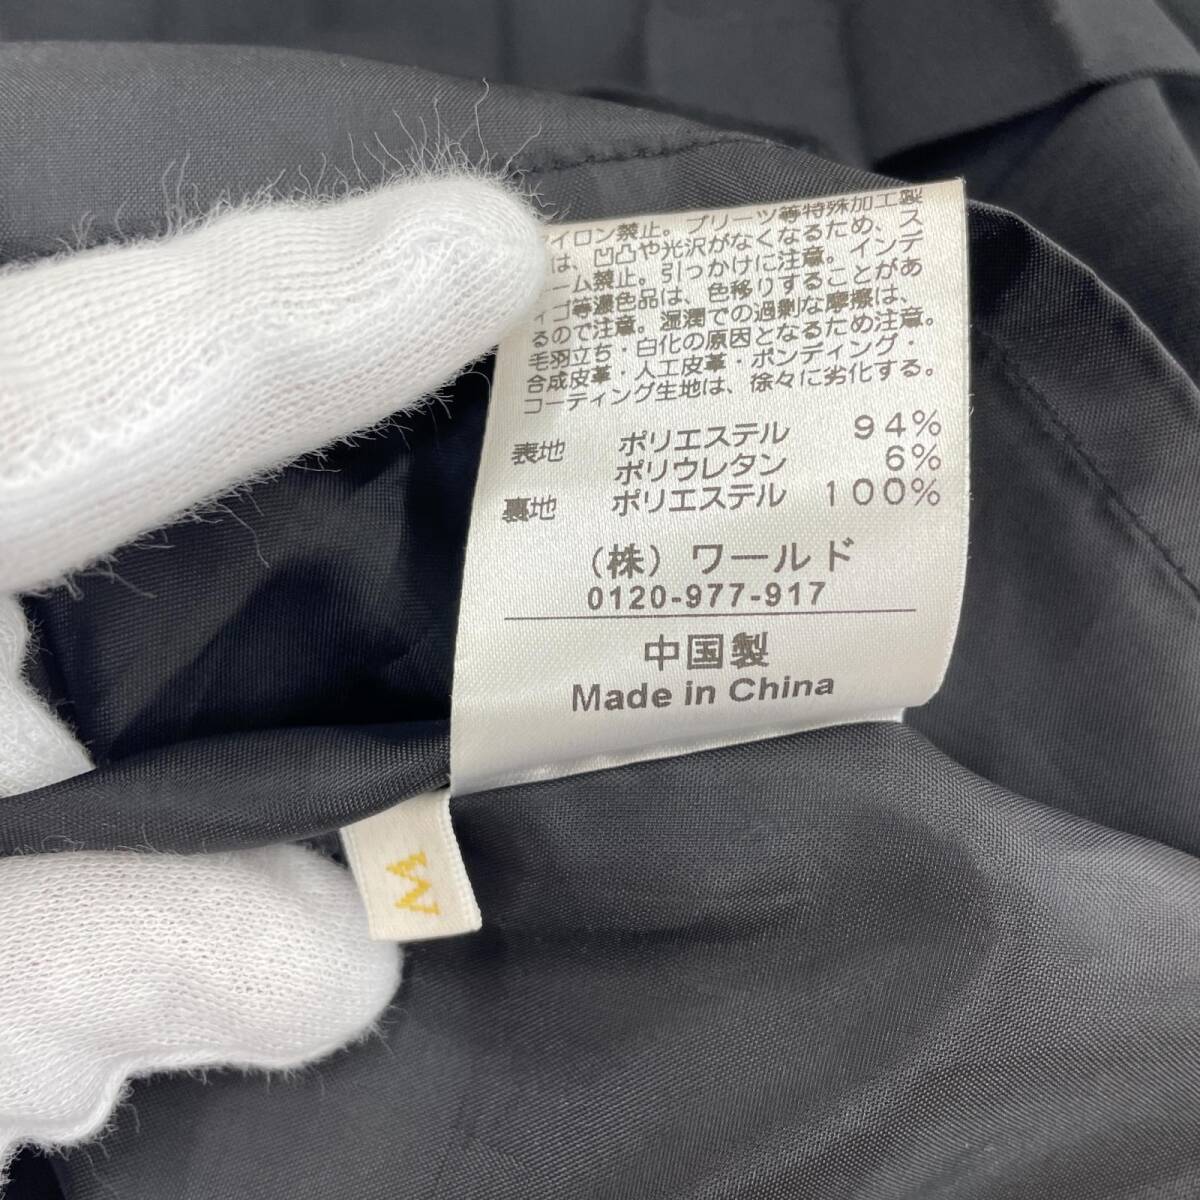 イロン禁止。プリーツ等特殊加工製
は、凹凸や光沢がなくなるため、ス
ーム禁止。引っかけに注意。インデ
ィゴ等濃色品は、色移りすることがあ
るので注意。湿潤での過剰な摩擦は、
毛羽立ち・白化の原因となるため注意。
合成皮革・人工皮革・ボンディング・
コーティング生地は、徐々に劣化する。
表地 ポリエステル 94%
ポリウレタン 6%
裏地 ポリエステル 100%
(株)ワールド
0120-977-917
中国製
Made in China
M